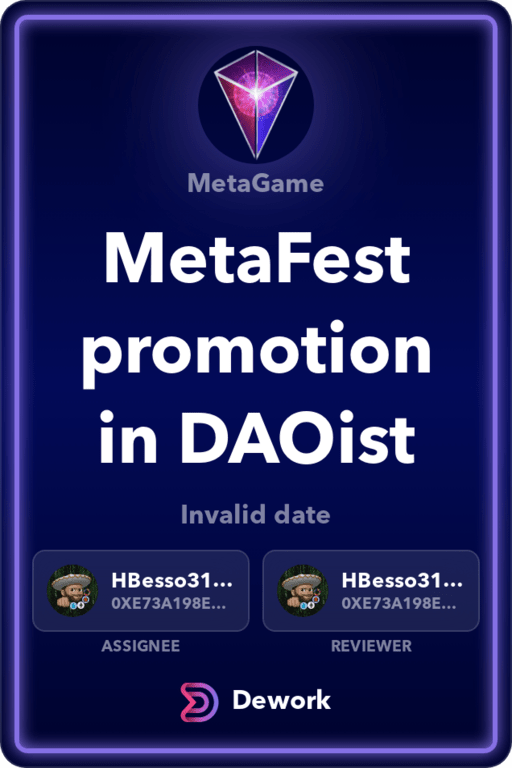 MetaGame
MetaFest
promotion
in DAOist
Invalid date
HBesso31...
0XE73A198E...
ASSIGNEE
HBesso31...
0XE73A198E...
REVIEWER
Dework